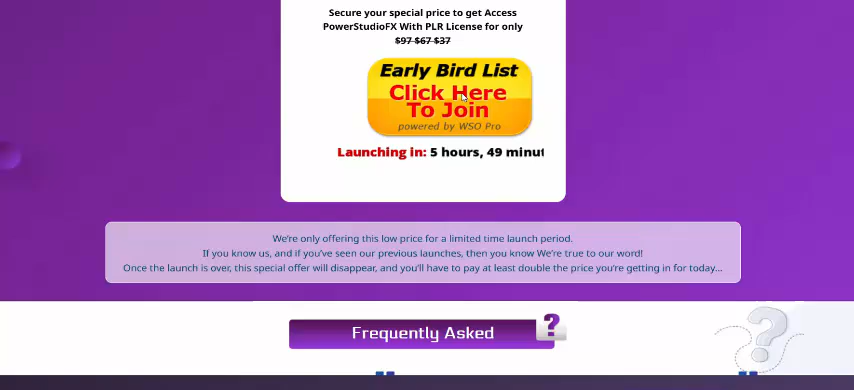 Secure your special price to get Access
PowerStudioFX With PLR License for only
$97 $67 $37
Early Bird List
Click Here
To Join
powered by WSO Pro
Launching in: 5 hours, 49 minut
We're only offering this low price for a limited time launch period.
If you know us, and if you've seen our previous launches, then you know We're true to our word!
Once the launch is over, this special offer will disappear, and you'll have to pay at least double the price you're getting in for today...
Frequently Asked
?
?